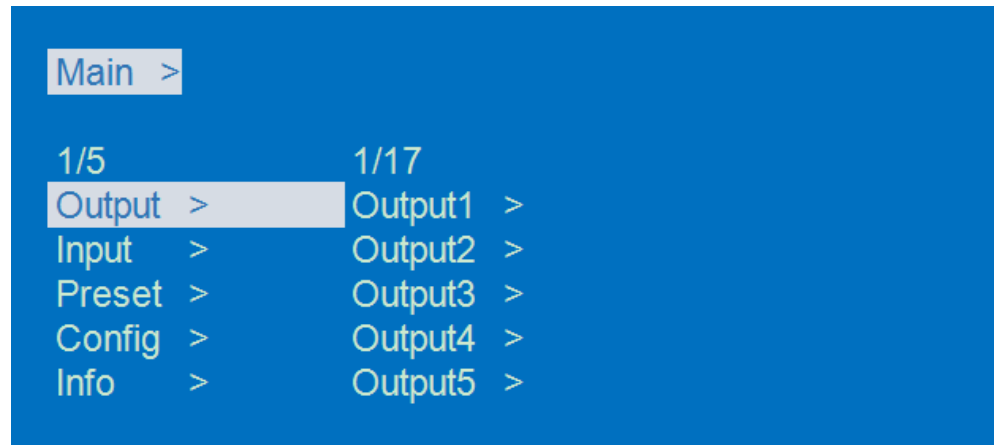 Main >
1/5 1/17
Output > Output1 >
Input > Output2 >
Preset > Output3 >
Config > Output4 >
Info > Output5 >